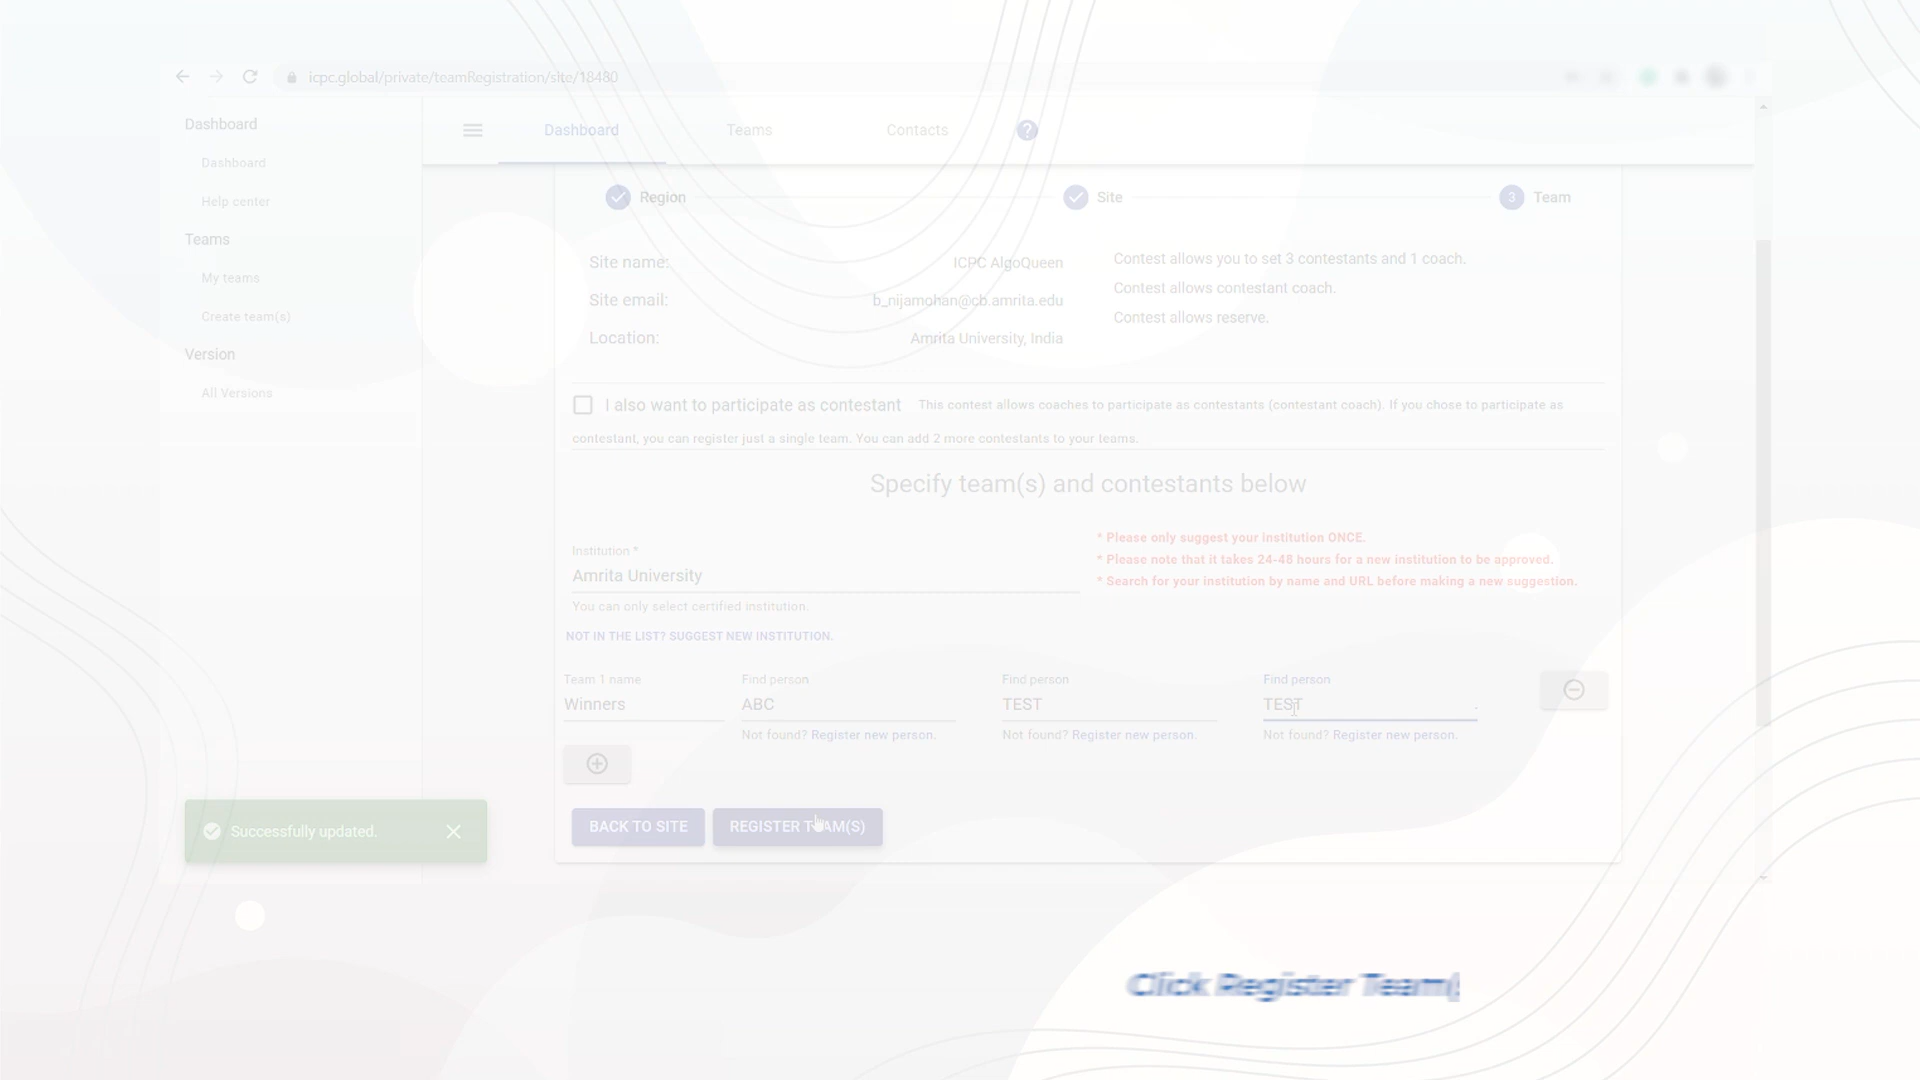 icpc.global/private/teamRegistration/site/18480
Dashboard
Dashboard
Help center
Teams
My teams
Create team(s)
Version
All Versions
Dashboard Teams Contacts ?
Region Site 3 Team
Site name: ICPC AlgoQueen
Site email: b_nijamohan@cb.amrita.edu
Location: Amrita University, India
Contest allows you to set 3 contestants and 1 coach.
Contest allows contestant coach.
Contest allows reserve.
I also want to participate as contestant This contest allows coaches to participate as contestants (contestant coach). If you chose to participate as
contestant, you can register just a single team. You can add 2 more contestants to your teams.
Specify team(s) and contestants below
Institution *
Amrita University
You can only select certified institution.
* Please only suggest your institution ONCE.
* Please note that it takes 24-48 hours for a new institution to be approved.
* Search for your institution by name and URL before making a new suggestion.
NOT IN THE LIST? SUGGEST NEW INSTITUTION.
Team 1 name Find person Find person Find person
Winners ABC TEST TEST
Not found? Register new person. Not found? Register new person. Not found? Register new person.
BACK TO SITE REGISTER TEAM(S)
Successfully updated.
Click Register Team(s